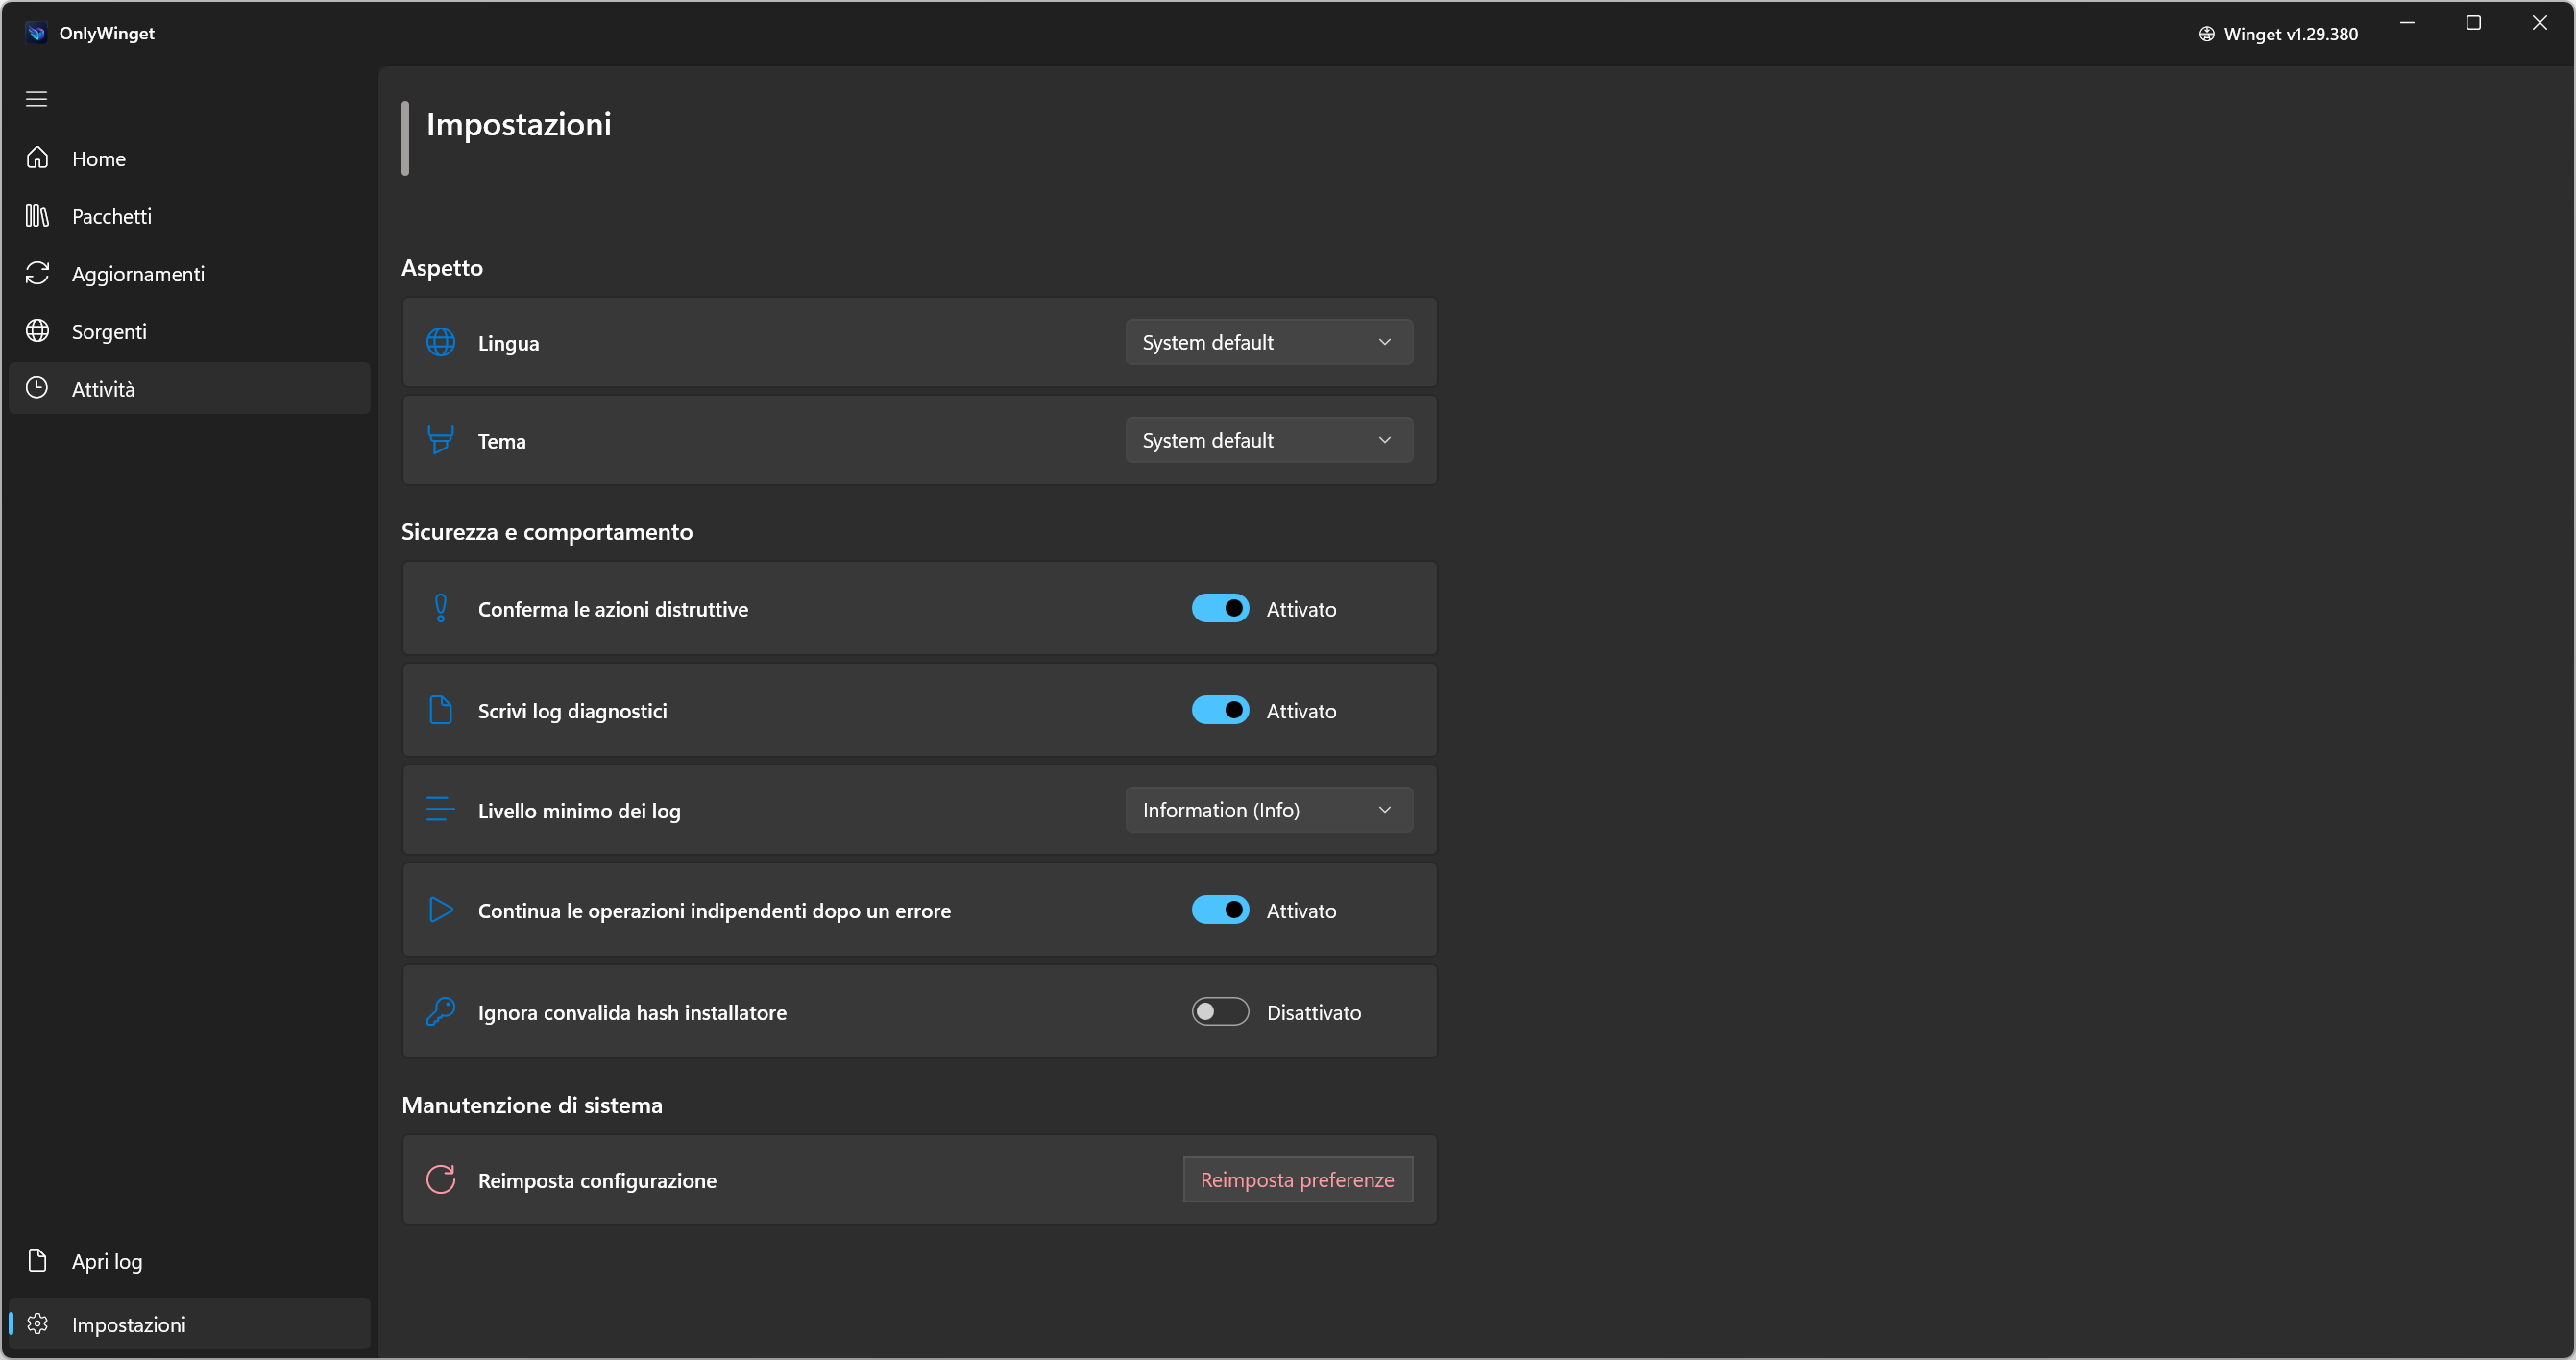 OnlyWinget
Winget v1.29.380
Home
Pacchetti
Aggiornamenti
Sorgenti
Attività
Apri log
Impostazioni
Impostazioni
Aspetto
Lingua
System default
Tema
System default
Sicurezza e comportamento
Conferma le azioni distruttive
Attivato
Scrivi log diagnostici
Attivato
Livello minimo dei log
Information (Info)
Continua le operazioni indipendenti dopo un errore
Attivato
Ignora convalida hash installatore
Disattivato
Manutenzione di sistema
Reimposta configurazione
Reimposta preferenze